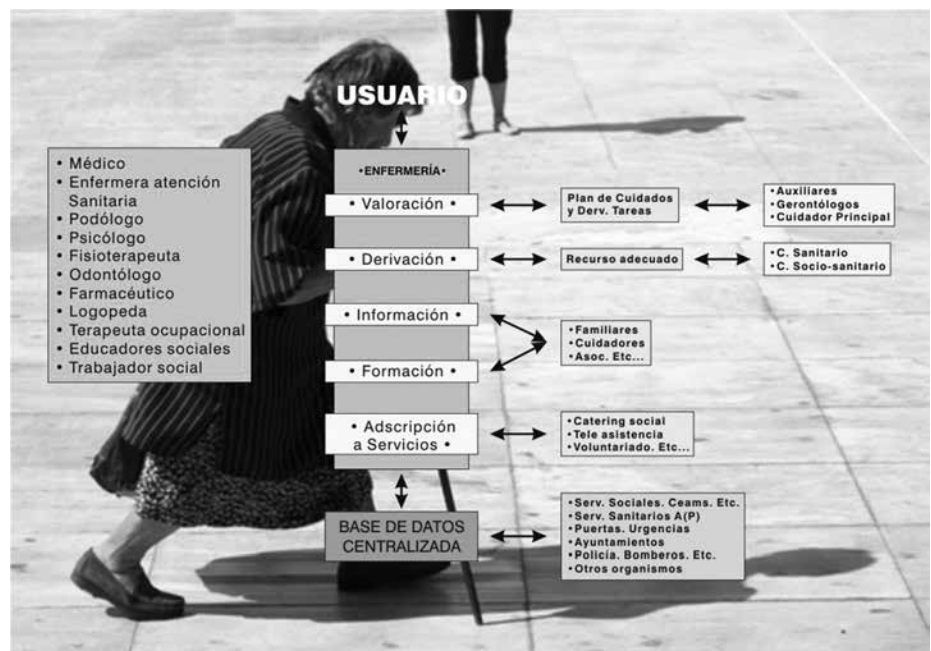 USUARIO
• Médico
• Enfermera atención
Sanitaria
• Podólogo
• Psicólogo
• Fisioterapeuta
• Odontólogo
• Farmacéutico
• Logopeda
• Terapeuta ocupacional
• Educadores sociales
• Trabajador social
•ENFERMERÍA•
• Valoración •
Plan de Cuidados
y Derv. Tareas
•Auxiliares
•Gerontólogos
•Cuidador Principal
• Derivación •
Recurso adecuado
•C. Sanitario
•C. Socio-sanitario
• Información •
• Formación •
•Familiares
•Cuidadores
•Asoc. Etc...
• Adscripción
a Servicios •
•Catering social
•Tele asistencia
•Voluntariado. Etc...
BASE DE DATOS
CENTRALIZADA
•Serv. Sociales. Ceams. Etc.
•Serv. Sanitarios A(P)
•Puertas. Urgencias
•Ayuntamientos
•Policía. Bomberos. Etc.
•Otros organismos